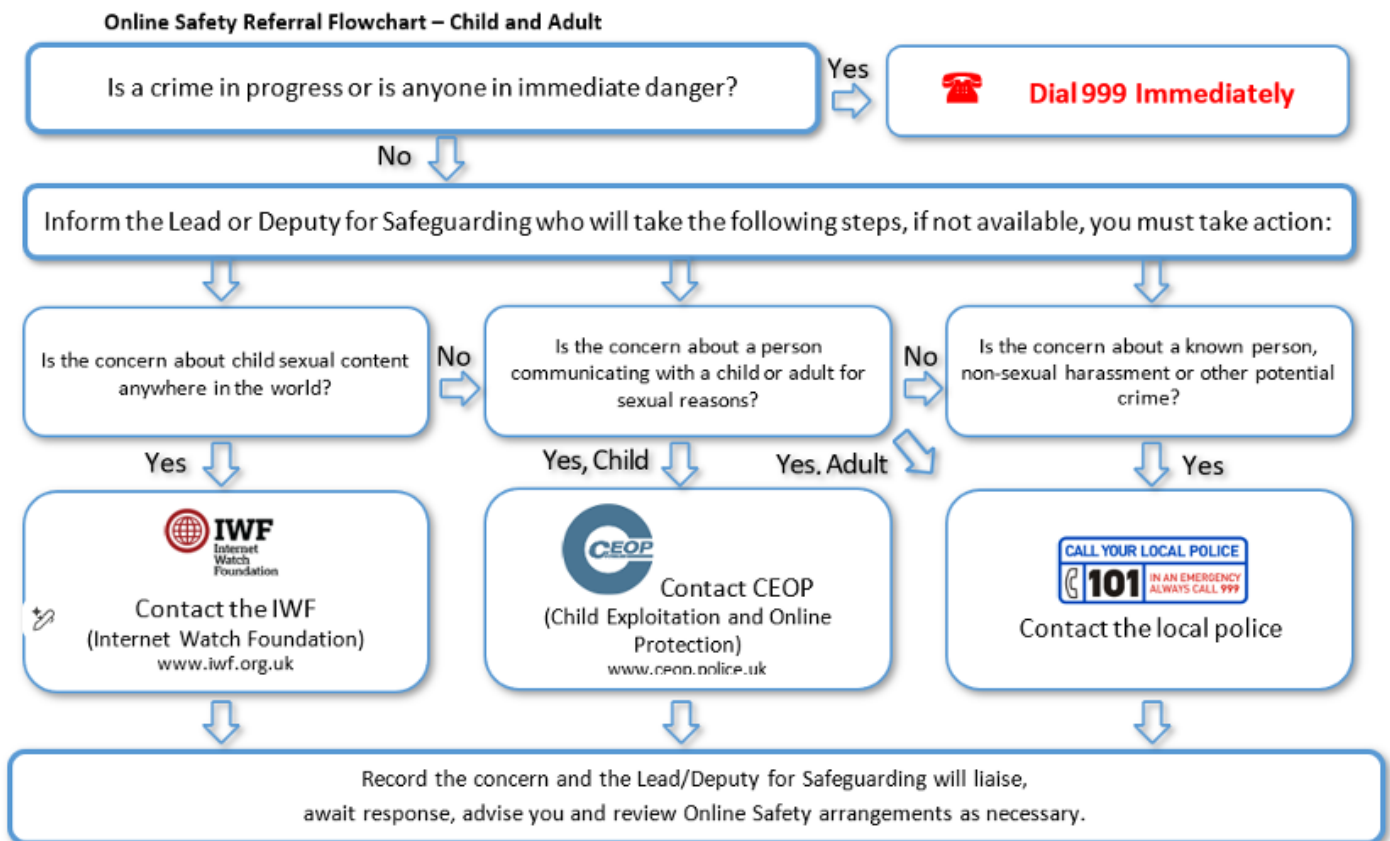 Online Safety Referral Flowchart – Child and Adult
Is a crime in progress or is anyone in immediate danger?
Yes
Dial 999 Immediately
No
Inform the Lead or Deputy for Safeguarding who will take the following steps, if not available, you must take action:
Is the concern about child sexual content
anywhere in the world?
No
Is the concern about a person
communicating with a child or adult for
sexual reasons?
No
Is the concern about a known person,
non-sexual harassment or other potential
crime?
Yes
Yes, Child
Yes. Adult
Yes
IWF
Internet
Watch
Foundation
Contact the IWF
(Internet Watch Foundation)
www.iwf.org.uk
CEOP
Contact CEOP
(Child Exploitation and Online
Protection)
www.ceop.police.uk
CALL YOUR LOCAL POLICE
101
IN AN EMERGENCY
ALWAYS CALL 999
Contact the local police
Record the concern and the Lead/Deputy for Safeguarding will liaise,
await response, advise you and review Online Safety arrangements as necessary.